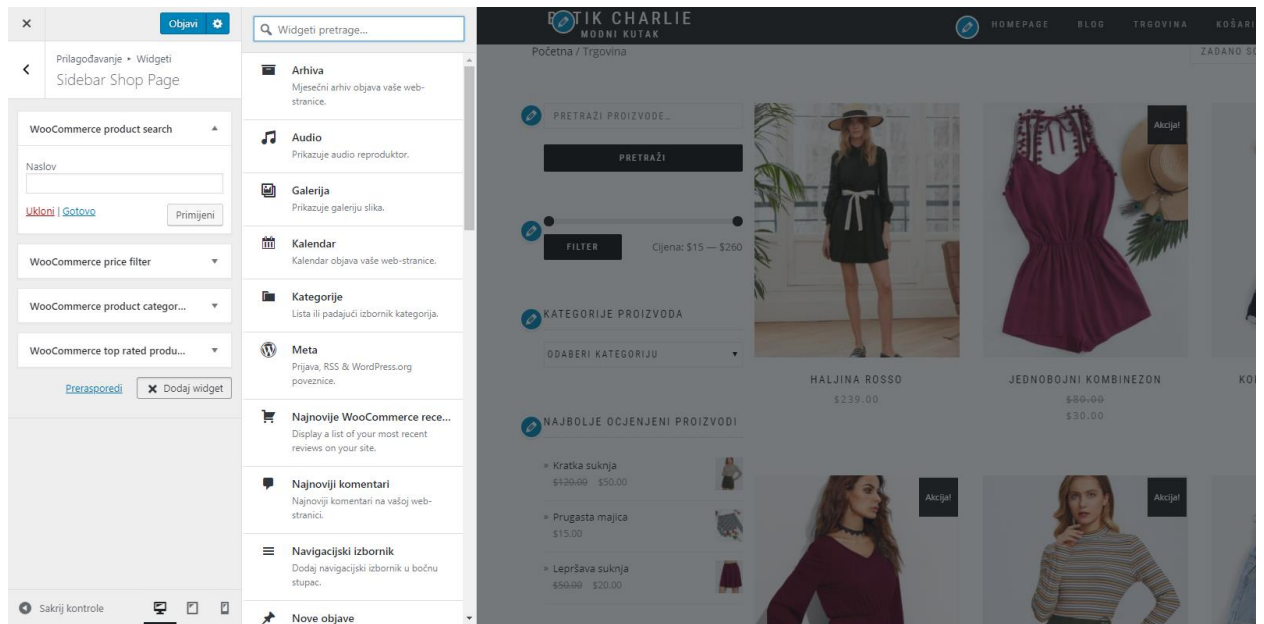 Objavi
Prilagođavanje ▸ Widgeti
Sidebar Shop Page
WooCommerce product search
Naslov
Ukloni | Gotovo
Primijeni
WooCommerce price filter
WooCommerce product categor...
WooCommerce top rated produ...
Prerasporedi
Dodaj widget
Sakrij kontrole
Widgeti pretrage...
Arhiva
Mjesečni arhiv objava vaše web-
stranice.
Audio
Prikazuje audio reproduktor.
Galerija
Prikazuje galeriju slika.
Kalendar
Kalendar objava vaše web-stranice.
Kategorije
Lista ili padajući izbornik kategorija.
Meta
Prijava, RSS & WordPress.org
poveznice.
Najnovije WooCommerce rece...
Display a list of your most recent
reviews on your site.
Najnoviji komentari
Najnoviji komentari na vašoj web-
stranici.
Navigacijski izbornik
Dodaj navigacijski izbornik u bočnu
stupac.
Nove objave
CHARLIE
MODNI KUTAK
HOMEPAGE BLOG TRGOVINA KOŠARI
Početna / Trgovina
ZADANO SO
PRETRAŽI PROIZVODE…
PRETRAŽI
FILTER
Cijena: $15 — $260
KATEGORIJE PROIZVODA
ODABERI KATEGORIJU
NAJBOLJE OCJENJENI PROIZVODI
» Kratka suknja
$120.00 $50.00
» Prugasta majica
$15.00
» Lepršava suknja
$50.00 $20.00
Akcija!
HALJINA ROSSO
$239.00
JEDNOBOJNI KOMBINEZON
$80.00
$30.00
KO
Akcija!
Akcija!